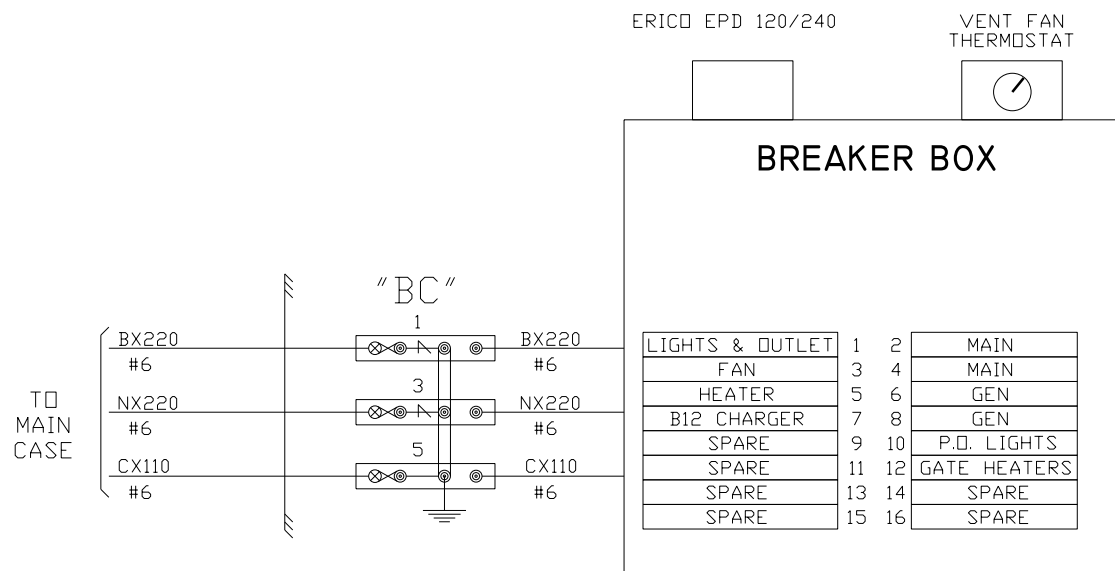 ERICO EPD 120/240
VENT FAN
THERMOSTAT
BREAKER BOX
"BC"
1
BX220
#6
BX220
#6
3
NX220
#6
NX220
#6
5
CX110
#6
CX110
#6
TO
MAIN
CASE
LIGHTS & OUTLET 1 2 MAIN
FAN 3 4 MAIN
HEATER 5 6 GEN
B12 CHARGER 7 8 GEN
SPARE 9 10 P.O. LIGHTS
SPARE 11 12 GATE HEATERS
SPARE 13 14 SPARE
SPARE 15 16 SPARE